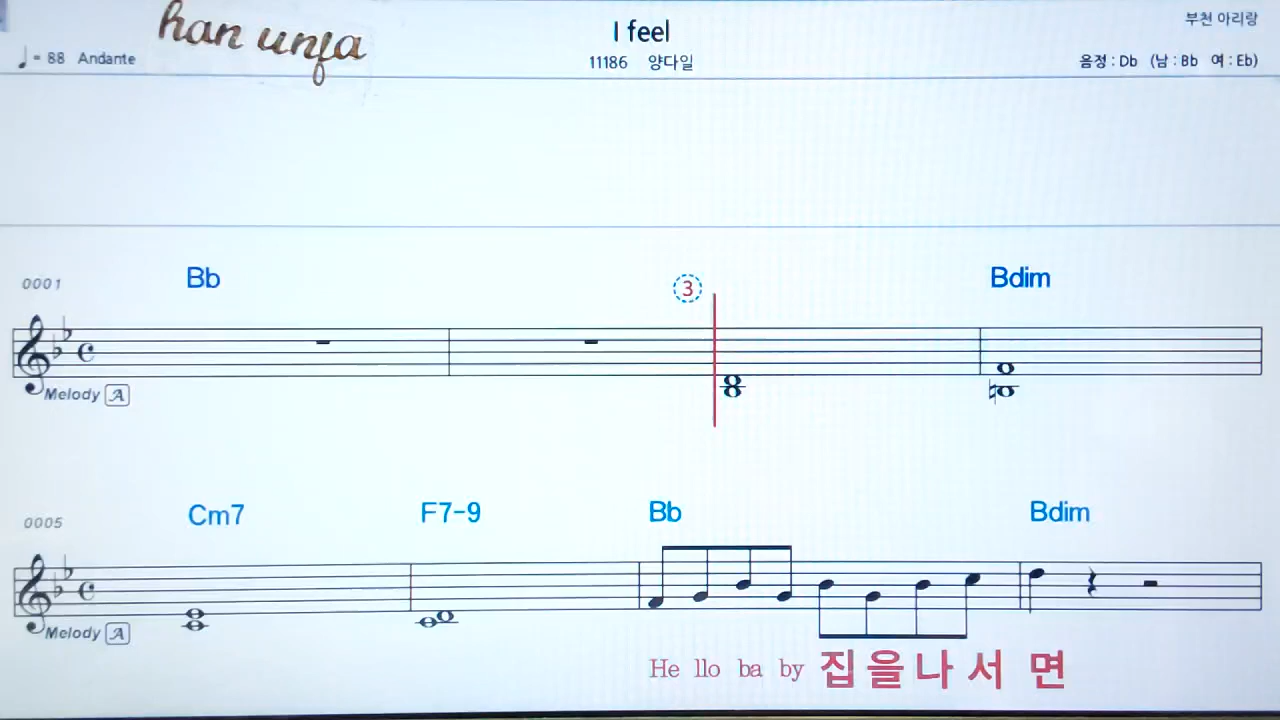 han unfa
I feel
부천 아리랑
♩= 88 Andante
11186 양다일
음정 : Db (남 : Bb 여 : Eb)
0001 Bb ③ Bdim
Melody A
0005 Cm7 F7-9 Bb Bdim
Melody A
He llo ba by 집 을 나 서 면